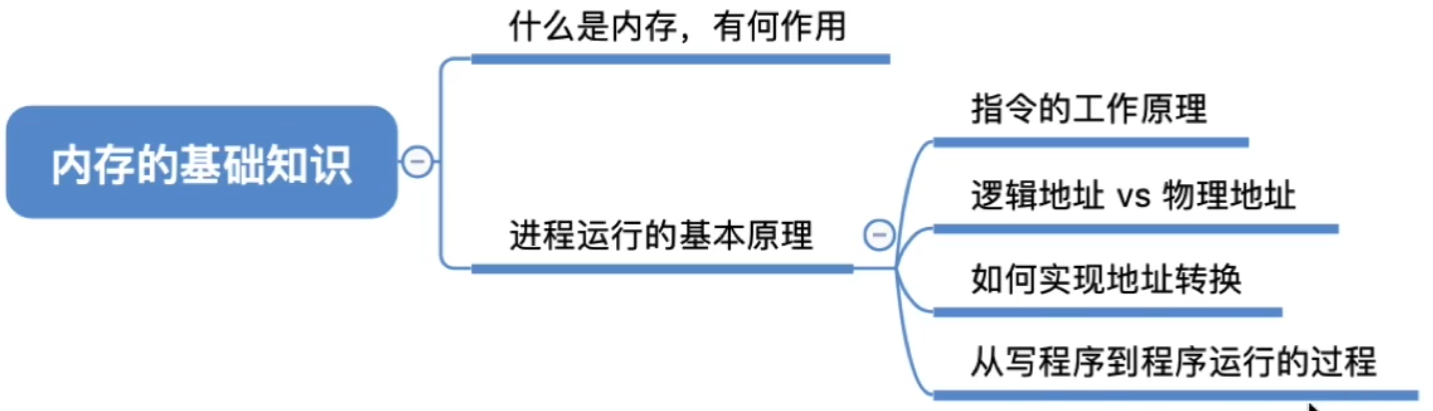 什么是内存，有何作用
指令的工作原理
内存的基础知识
逻辑地址 vs 物理地址
进程运行的基本原理
如何实现地址转换
从写程序到程序运行的过程